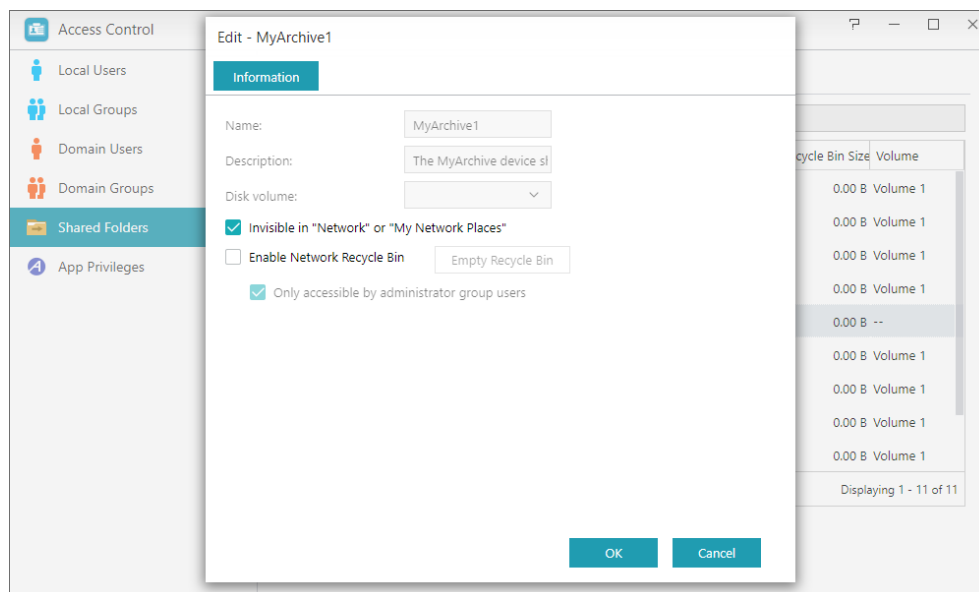 Access Control
Local Users
Local Groups
Domain Users
Domain Groups
Shared Folders
App Privileges
Edit - MyArchive1
Information
Name: MyArchive1
Description: The MyArchive device sl
Disk volume:
Invisible in "Network" or "My Network Places"
Enable Network Recycle Bin Empty Recycle Bin
Only accessible by administrator group users
OK Cancel
cycle Bin Size Volume
0.00 B Volume 1
0.00 B Volume 1
0.00 B Volume 1
0.00 B Volume 1
0.00 B --
0.00 B Volume 1
0.00 B Volume 1
0.00 B Volume 1
0.00 B Volume 1
Displaying 1 - 11 of 11